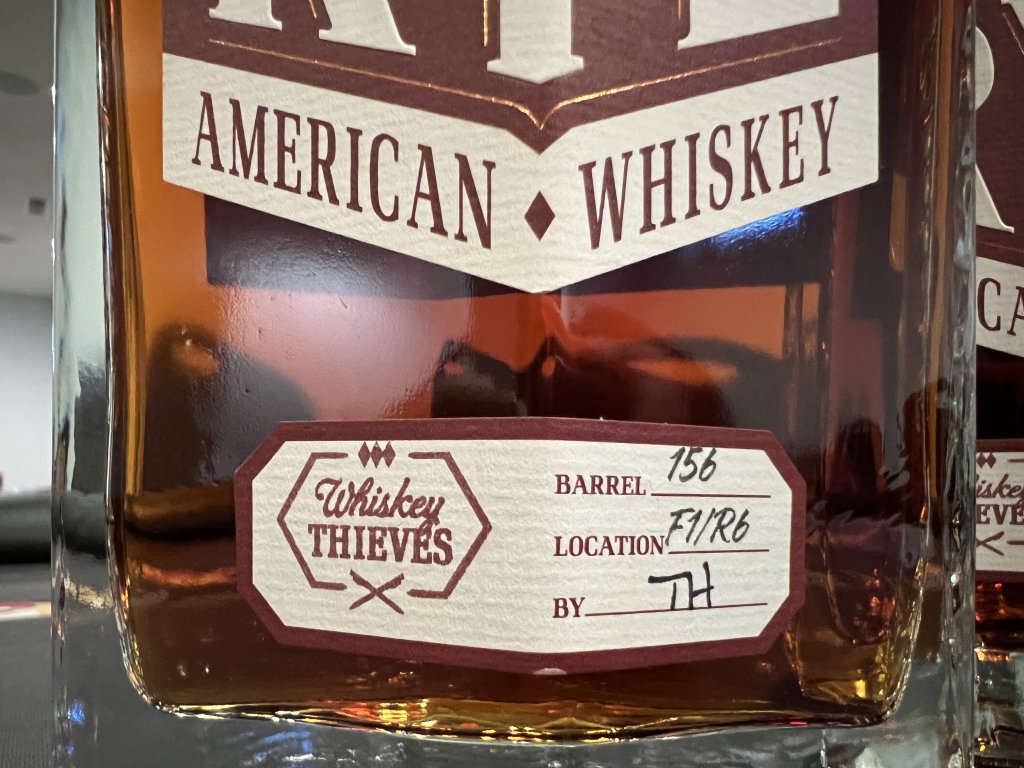 AMERICAN ♦ WHISKEY
Whiskey
THIEVES
BARREL 156
LOCATION F1/R6
BY TH